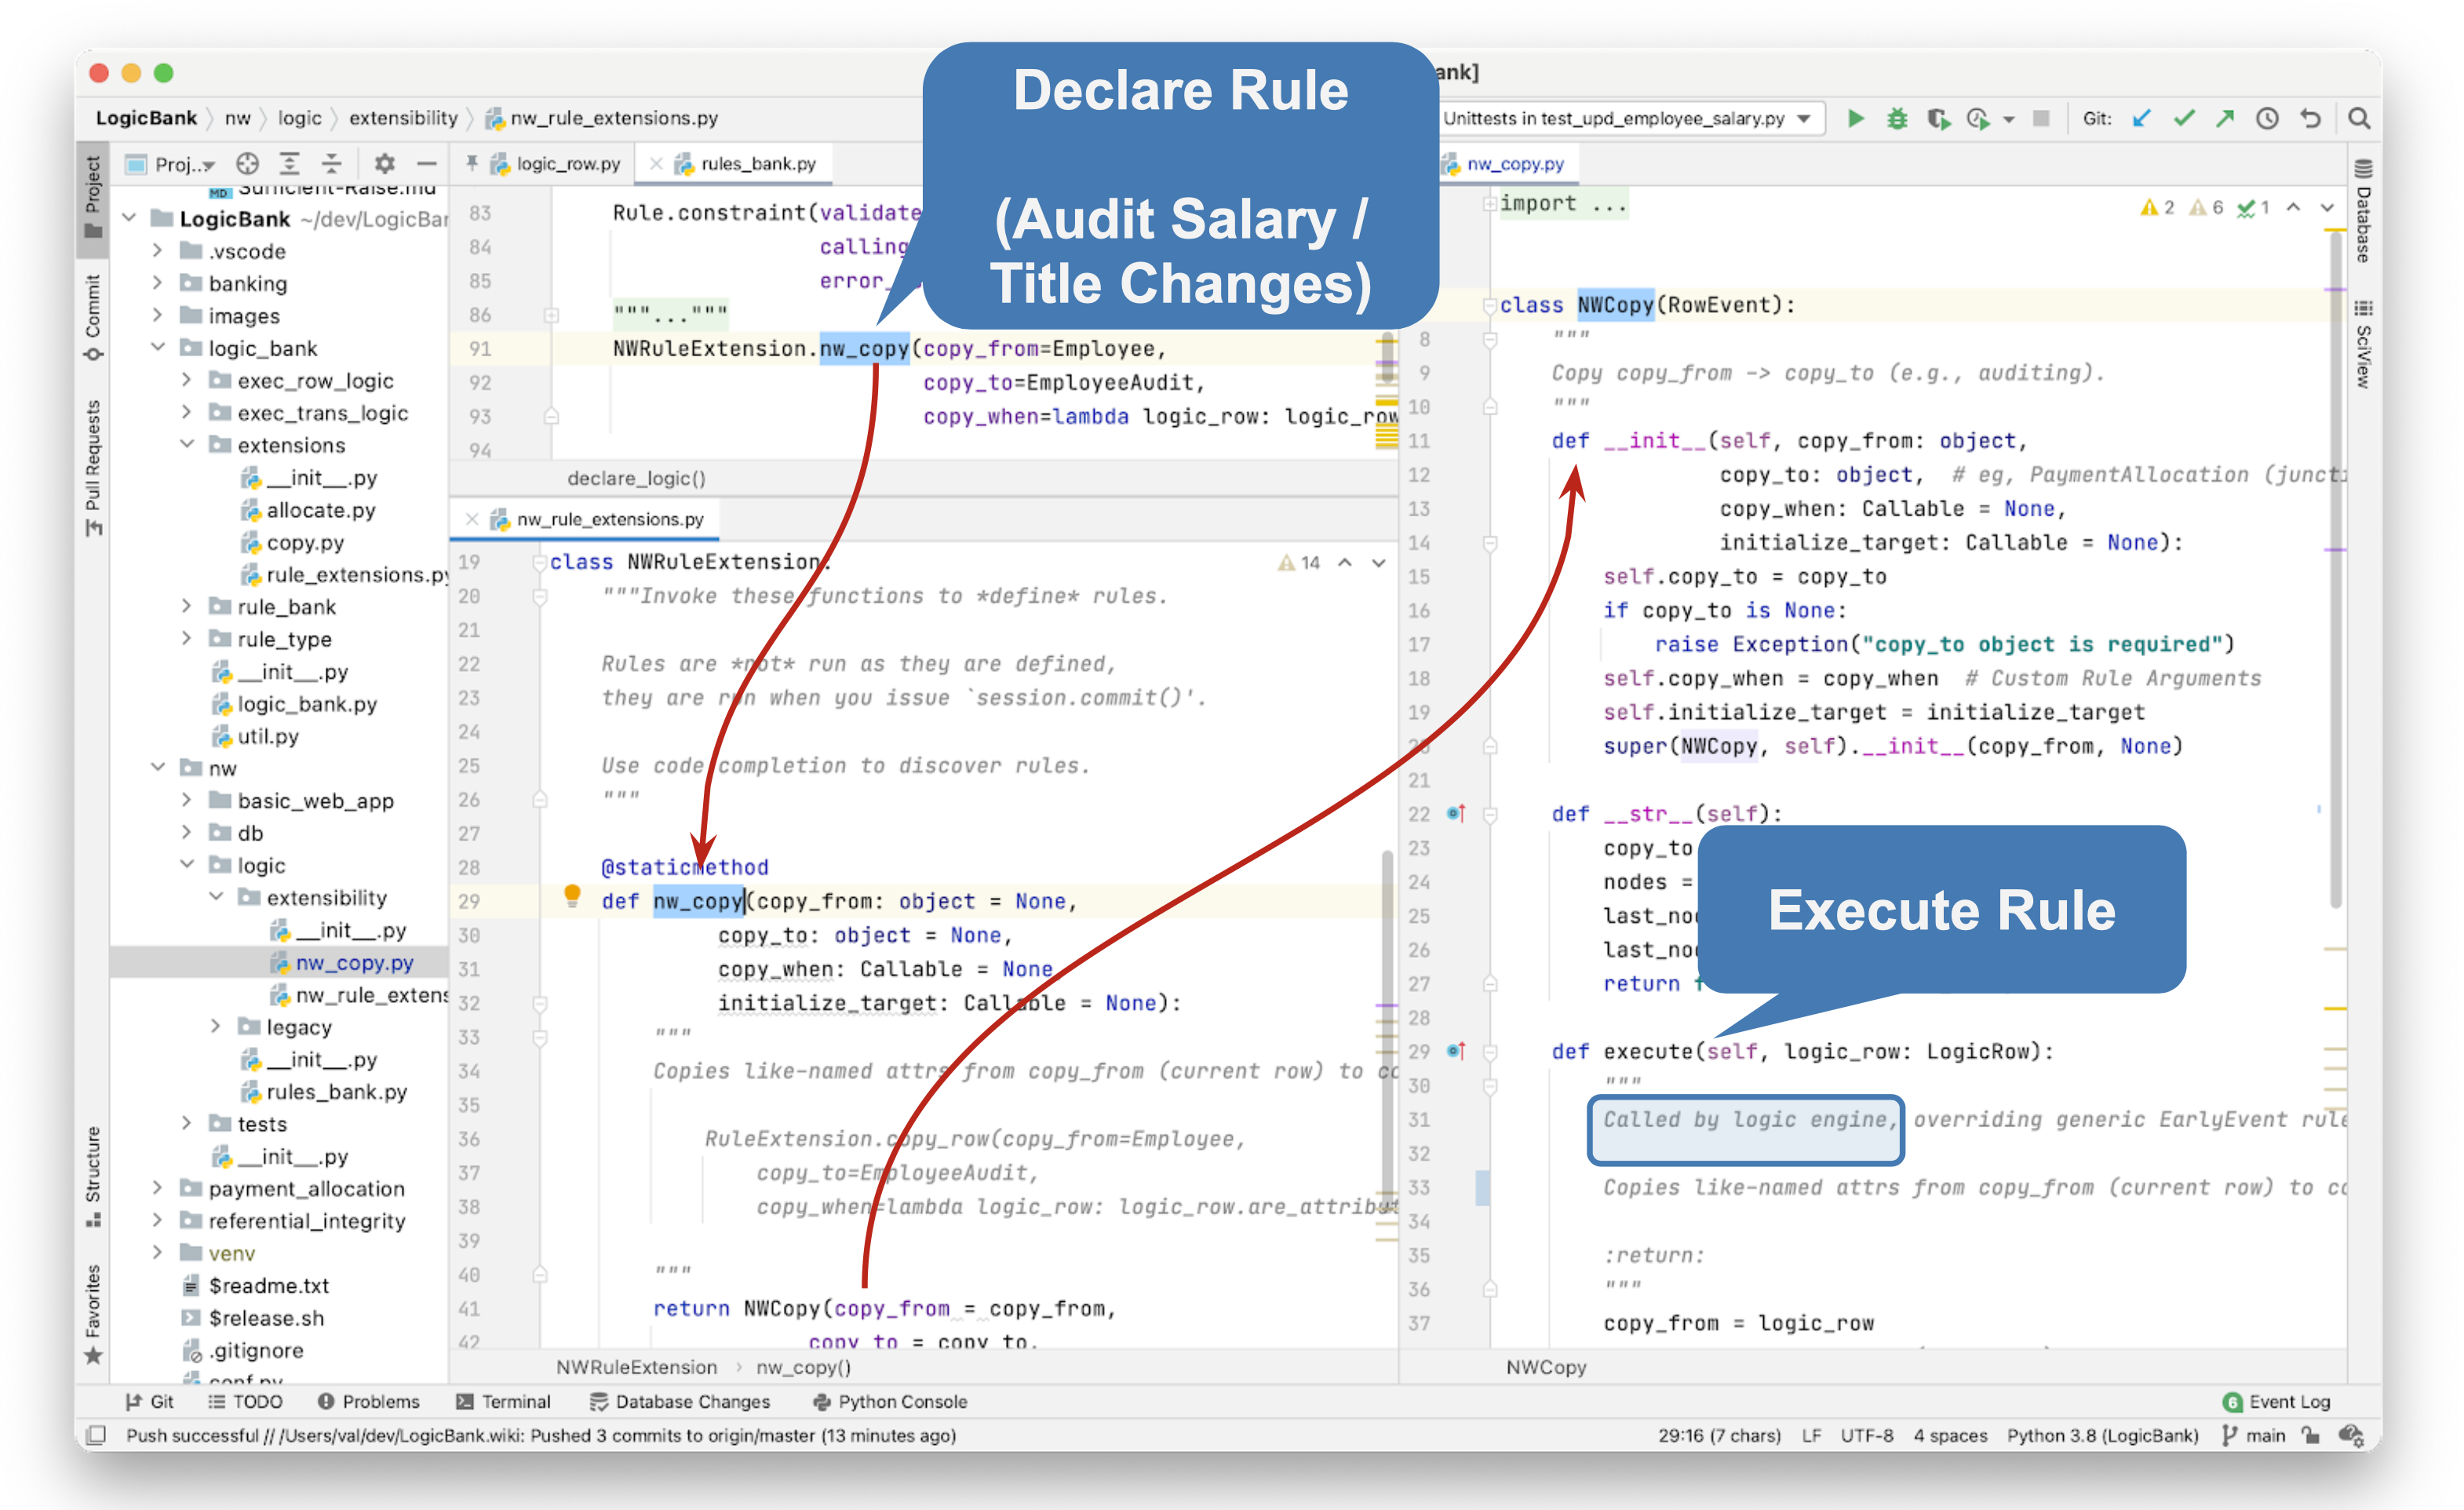 Declare Rule
(Audit Salary /
Title Changes)
ank]
LogicBank
nw
logic
extensibility
nw_rule_extensions.py
Unittests in test_upd_employee_salary.py
Git:
Project
Commit
Pull Requests
Structure
Favorites
Proj..
Sufficient-Raise.md
LogicBank ~/dev/LogicBan
.vscode
banking
images
logic_bank
exec_row_logic
exec_trans_logic
extensions
__init__.py
allocate.py
copy.py
rule_extensions.py
rule_bank
rule_type
__init__.py
logic_bank.py
util.py
nw
basic_web_app
db
logic
extensibility
__init__.py
nw_copy.py
nw_rule_extens
legacy
__init__.py
rules_bank.py
tests
__init__.py
payment_allocation
referential_integrity
venv
$readme.txt
$release.sh
.gitignore
conf.py
logic_row.py
rules_bank.py
83 Rule.constraint(validate
84 calling
85 error_
86 """..."""
91 NWRuleExtension.nw_copy(copy_from=Employee,
92 copy_to=EmployeeAudit,
93 copy_when=lambda logic_row: logic_row
94
declare_logic()
nw_rule_extensions.py
14
19 class NWRuleExtension:
20 """Invoke these functions to *define* rules.
21
22 Rules are *not* run as they are defined,
23 they are run when you issue `session.commit()'.
24
25 Use code completion to discover rules.
26 """
27
28 @staticmethod
29 def nw_copy(copy_from: object = None,
30 copy_to: object = None,
31 copy_when: Callable = None
32 initialize_target: Callable = None):
33 """
34 Copies like-named attrs from copy_from (current row) to co
35
36 RuleExtension.copy_row(copy_from=Employee,
37 copy_to=EmployeeAudit,
38 copy_when=lambda logic_row: logic_row.are_attribut
39
40 """
41 return NWCopy(copy_from = copy_from,
42 copy_to = copy_to,
NWRuleExtension
nw_copy()
nw_copy.py
2 6 1
import ...
class NWCopy(RowEvent):
8 """
9 Copy copy_from -> copy_to (e.g., auditing).
10 """
11 def __init__(self, copy_from: object,
12 copy_to: object, # eg, PaymentAllocation (juncti
13 copy_when: Callable = None,
14 initialize_target: Callable = None):
15 self.copy_to = copy_to
16 if copy_to is None:
17 raise Exception("copy_to object is required")
18 self.copy_when = copy_when # Custom Rule Arguments
19 self.initialize_target = initialize_target
20 super(NWCopy, self).__init__(copy_from, None)
21
22 def __str__(self):
23 copy_to
24 nodes =
25 last_no
26 last_no
27 return f
28
29 def execute(self, logic_row: LogicRow):
30 """
31 Called by logic engine, overriding generic EarlyEvent rule
32
33 Copies like-named attrs from copy_from (current row) to co
34
35 :return:
36 """
37 copy_from = logic_row
NWCopy
Execute Rule
Database
SciView
Git
TODO
Problems
Terminal
Database Changes
Python Console
6 Event Log
Push successful // /Users/val/dev/LogicBank.wiki: Pushed 3 commits to origin/master (13 minutes ago)
29:16 (7 chars) LF UTF-8 4 spaces Python 3.8 (LogicBank) main